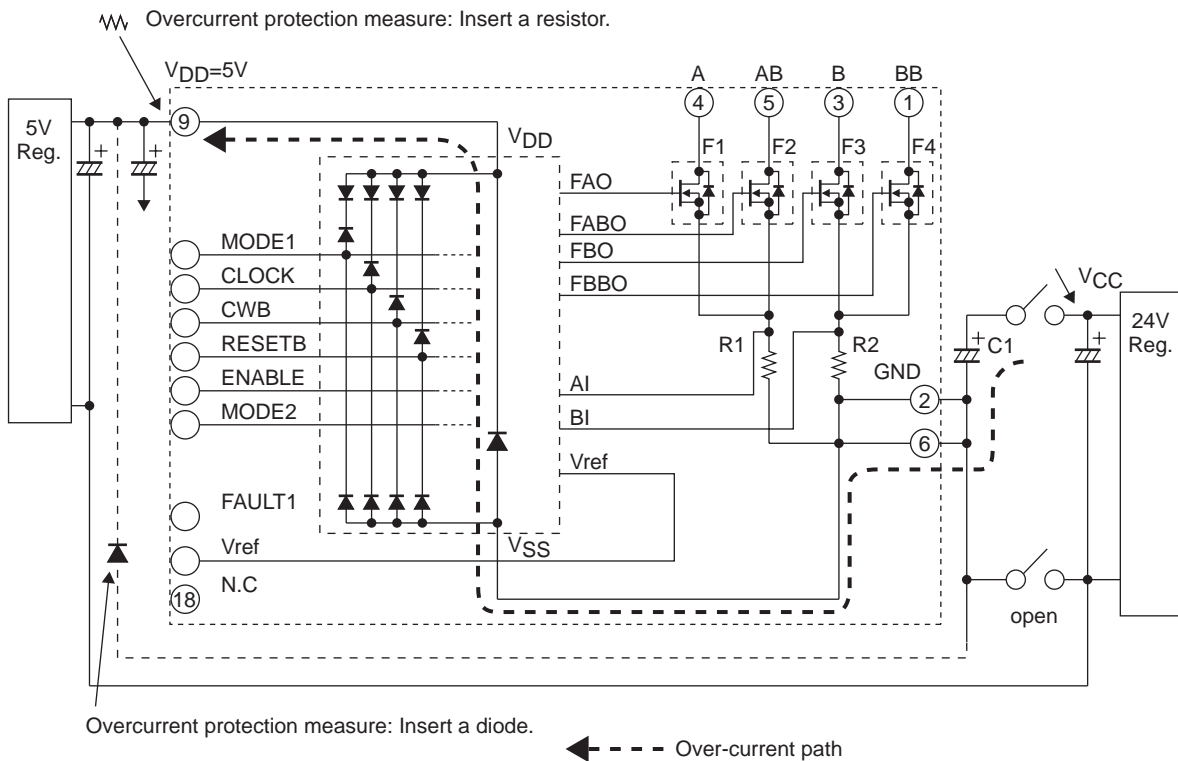 Overcurrent protection measure: Insert a resistor.
VDD=5V
A
AB
B
BB
4
5
3
1
5V
Reg.
9
+
+
VDD
F1
F2
F3
F4
FAO
FABO
FBO
FBBO
MODE1
CLOCK
CWB
RESETB
ENABLE
MODE2
R1
R2
AI
BI
GND
2
6
C1
+
VCC
+
24V
Reg.
Vref
FAULT1
VSS
Vref
N.C
18
open
Overcurrent protection measure: Insert a diode.
Over-current path